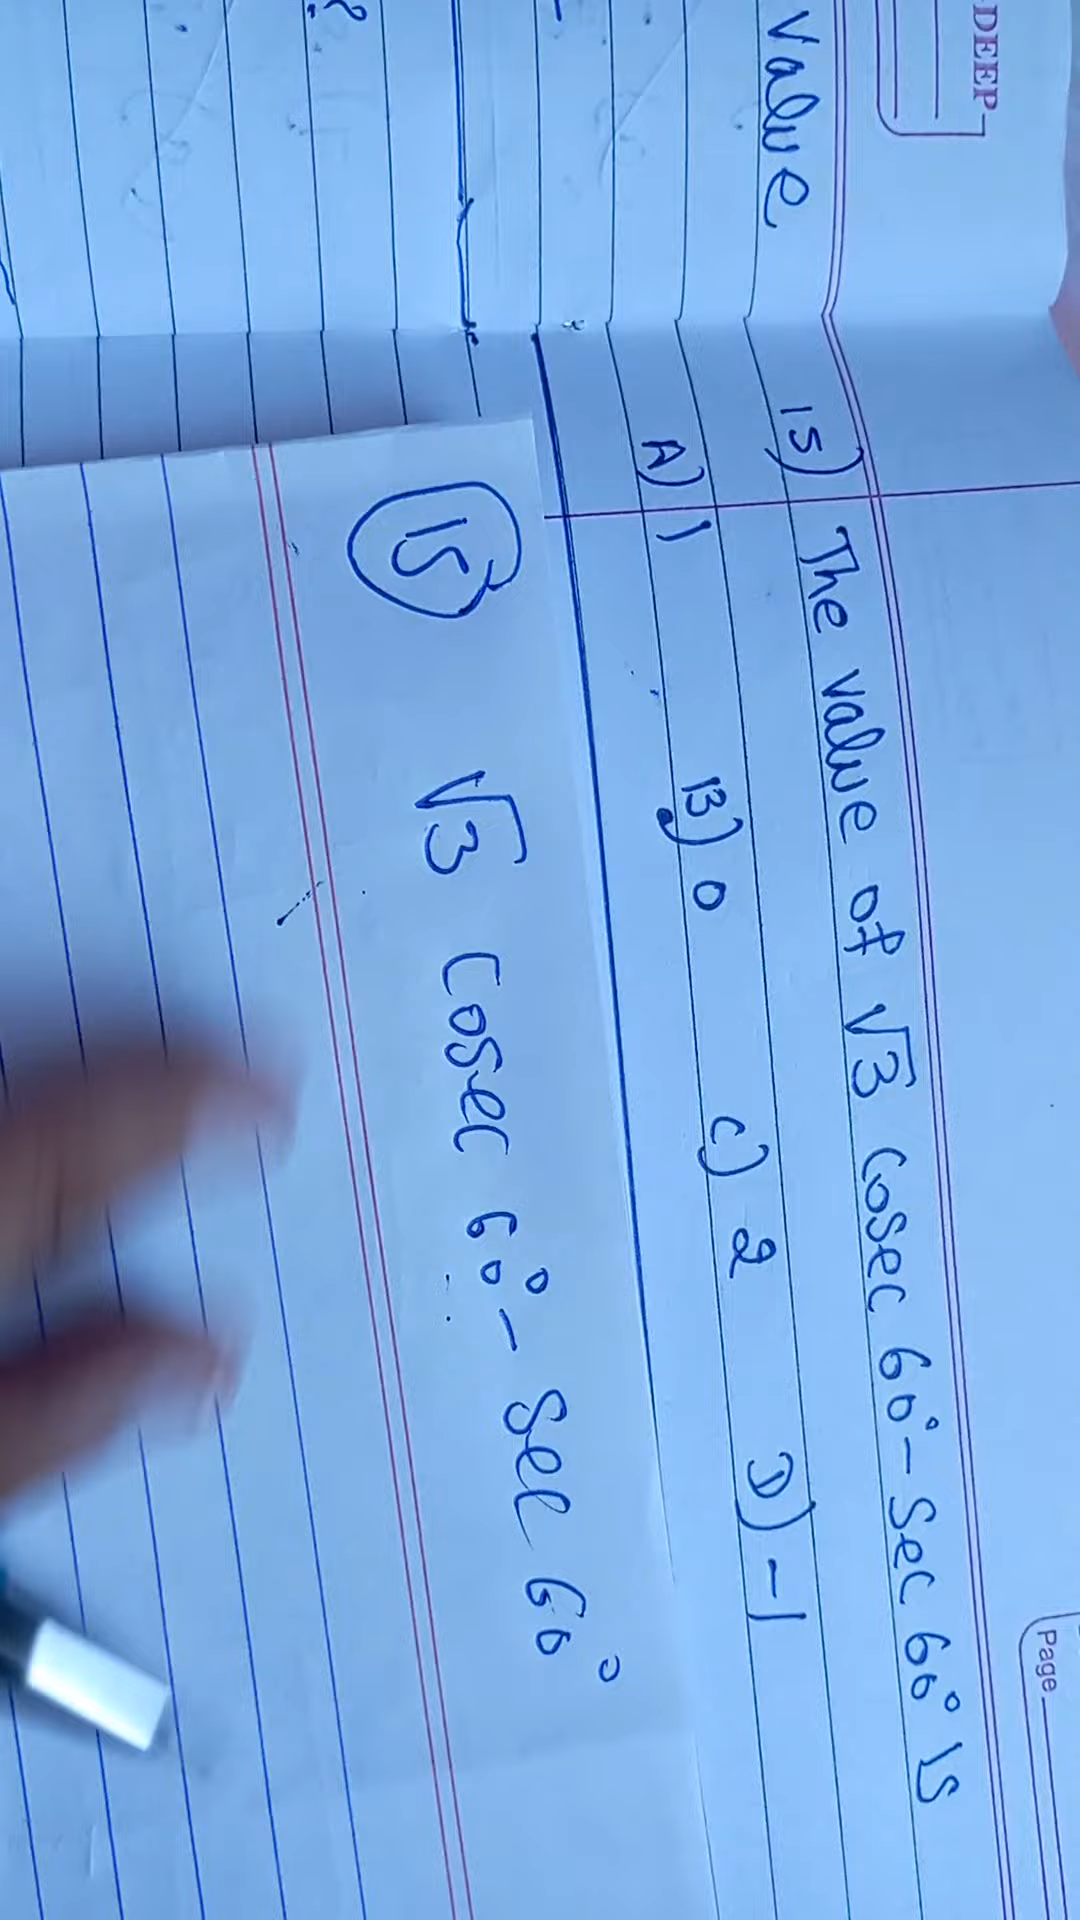 DEEP
Page
Value
15) The value of √3 Cosec 60° - Sec 60° is
A) 1 B) 0 C) 2 D) -1
15 √3 Cosec 60° - Sec 60°